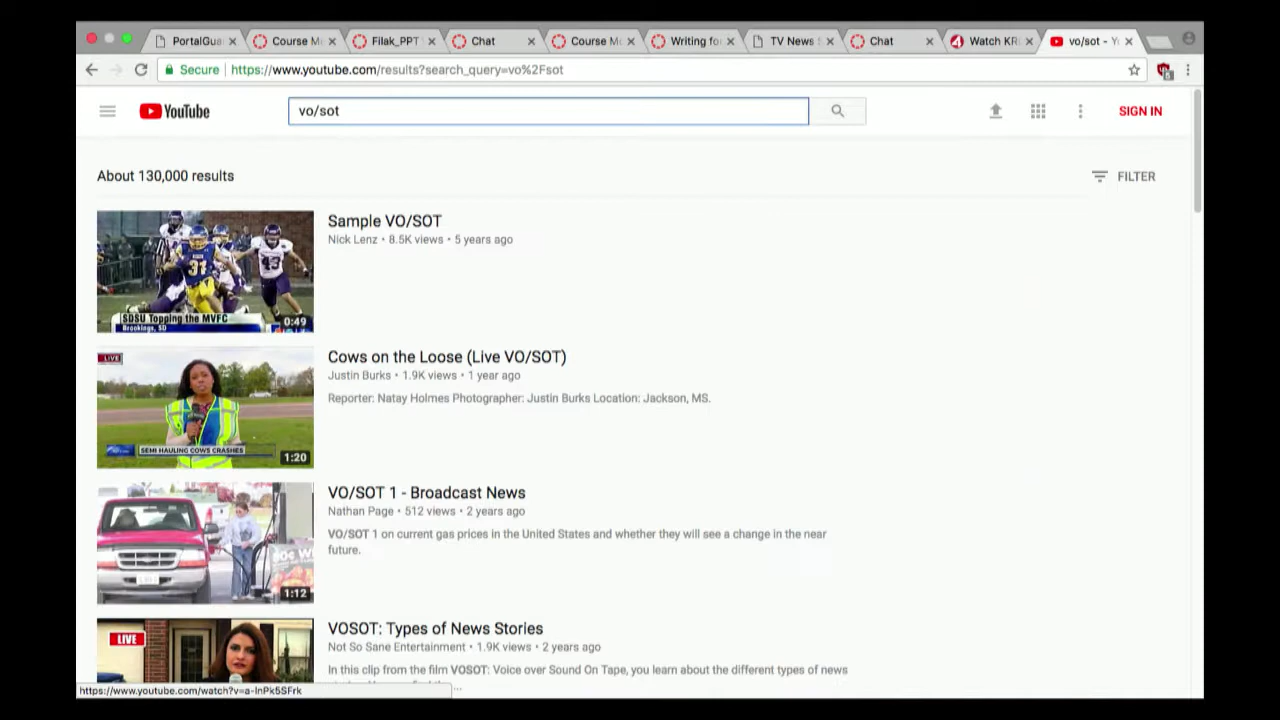 PortalGua
Course Mo
Filak_PPT
Chat
Course Mo
Writing for
TV News S
Chat
Watch KR
vo/sot - Yo
Secure
https://www.youtube.com/results?search_query=vo%2Fsot
YouTube
vo/sot
SIGN IN
About 130,000 results
FILTER
Sample VO/SOT
Nick Lenz • 8.5K views • 5 years ago
SDSU Topping the MVFC
Brookings, SD
0:49
31
43
Cows on the Loose (Live VO/SOT)
Justin Burks • 1.9K views • 1 year ago
Reporter: Natay Holmes Photographer: Justin Burks Location: Jackson, MS.
LIVE
SEMI HAULING COWS CRASHES
1:20
VO/SOT 1 - Broadcast News
Nathan Page • 512 views • 2 years ago
VO/SOT 1 on current gas prices in the United States and whether they will see a change in the near
future.
1:12
VOSOT: Types of News Stories
Not So Sane Entertainment • 1.9K views • 2 years ago
In this clip from the film VOSOT: Voice over Sound On Tape, you learn about the different types of news
LIVE
https://www.youtube.com/watch?v=a-lnPk5SFrk